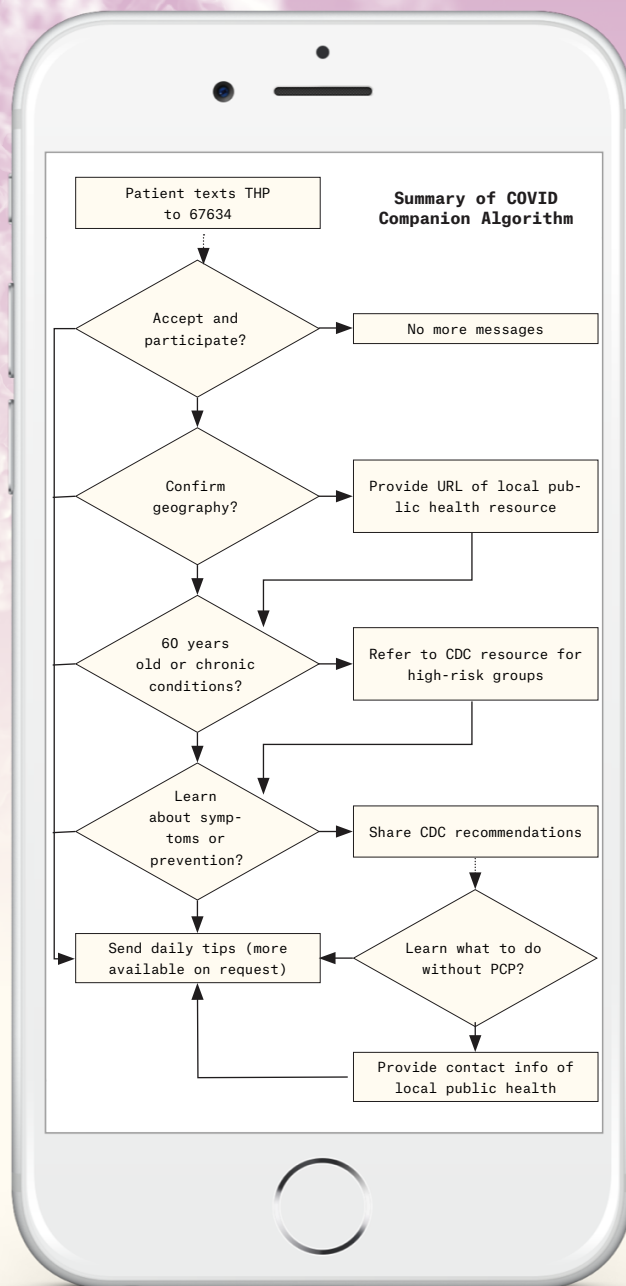 Patient texts THP
to 67634
Summary of COVID
Companion Algorithm
Accept and
participate?
No more messages
Confirm
geography?
Provide URL of local pub-
lic health resource
60 years
old or chronic
conditions?
Refer to CDC resource for
high-risk groups
Learn
about symp-
toms or
prevention?
Share CDC recommendations
Send daily tips (more
available on request)
Learn what to do
without PCP?
Provide contact info of
local public health